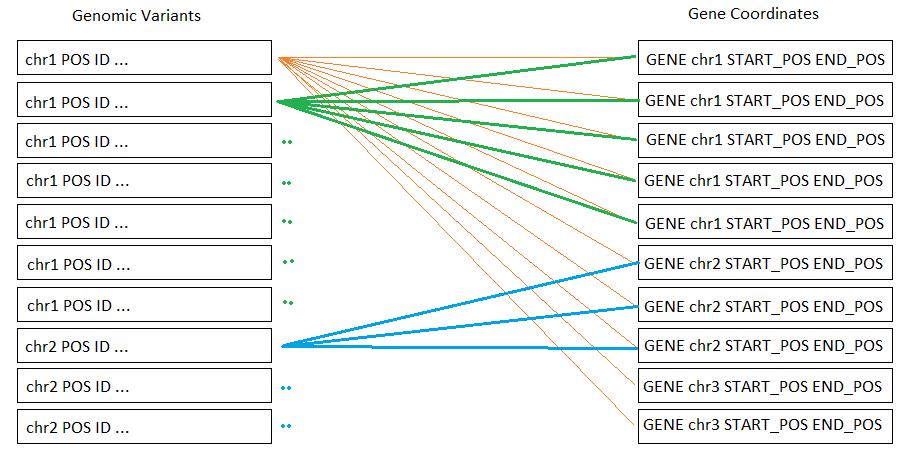 Genomic Variants
Gene Coordinates
chr1 POS ID ...
GENE chr1 START_POS END_POS
chr1 POS ID ...
GENE chr1 START_POS END_POS
chr1 POS ID ...
GENE chr1 START_POS END_POS
chr1 POS ID ...
GENE chr1 START_POS END_POS
chr1 POS ID ...
GENE chr1 START_POS END_POS
chr1 POS ID ...
GENE chr2 START_POS END_POS
chr1 POS ID ...
GENE chr2 START_POS END_POS
chr2 POS ID ...
GENE chr2 START_POS END_POS
chr2 POS ID ...
GENE chr3 START_POS END_POS
chr2 POS ID ...
GENE chr3 START_POS END_POS